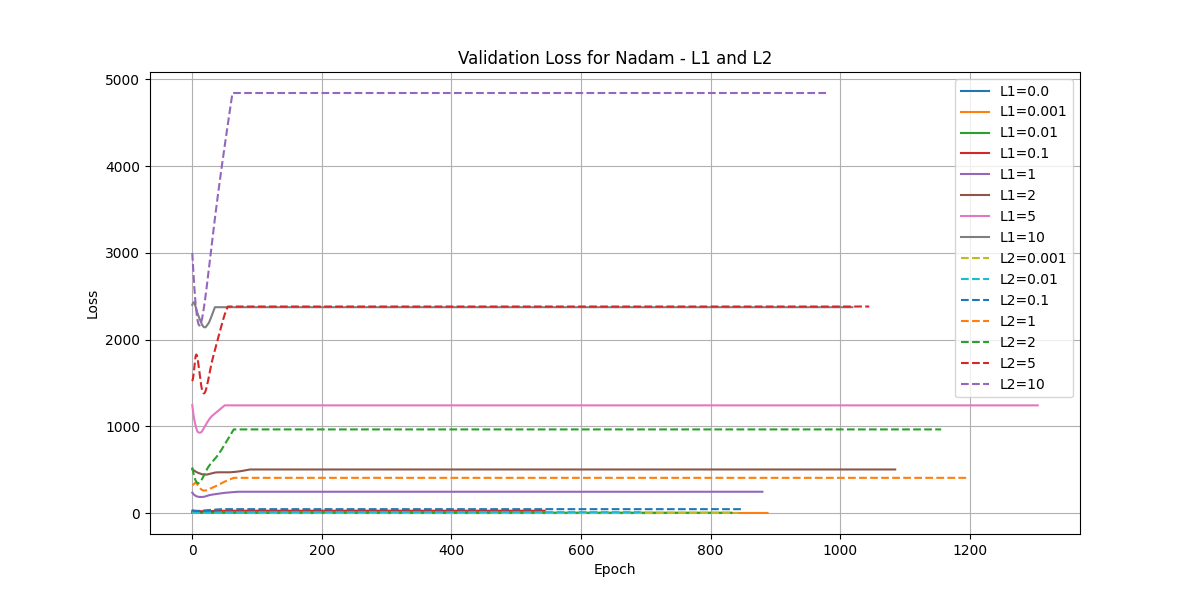 Validation Loss for Nadam - L1 and L2
5000
4000
3000
2000
1000
0
Loss
0
200
400
600
800
1000
1200
Epoch
L1=0.0
L1=0.001
L1=0.01
L1=0.1
L1=1
L1=2
L1=5
L1=10
L2=0.001
L2=0.01
L2=0.1
L2=1
L2=2
L2=5
L2=10